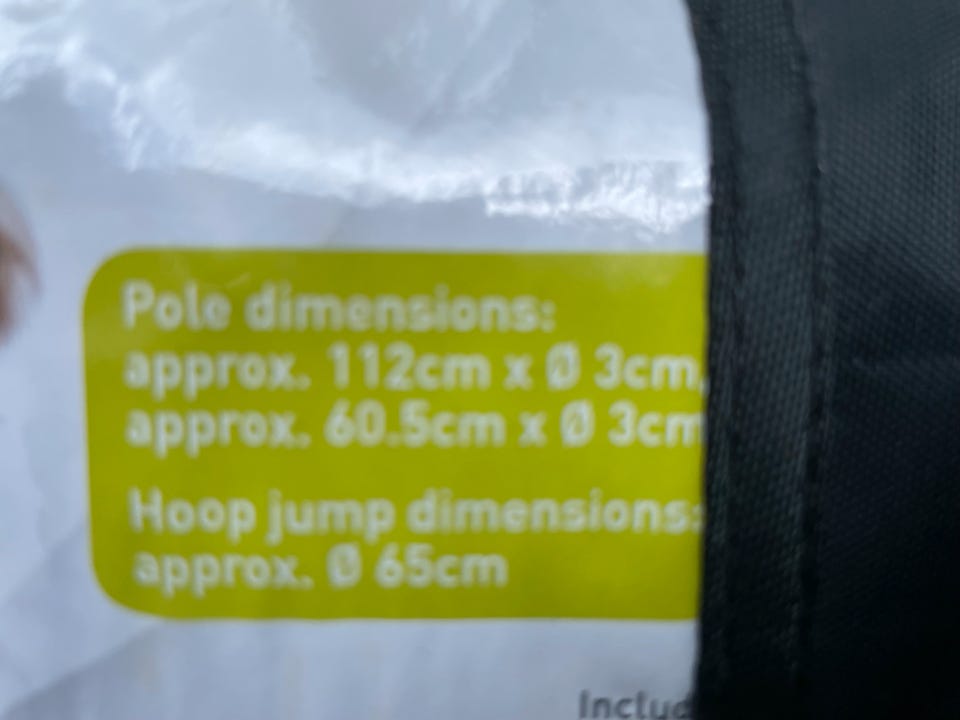 Pole dimensions:
approx. 112cm x Ø 3cm,
approx. 60.5cm x Ø 3cm
Hoop jump dimensions:
approx. Ø 65cm